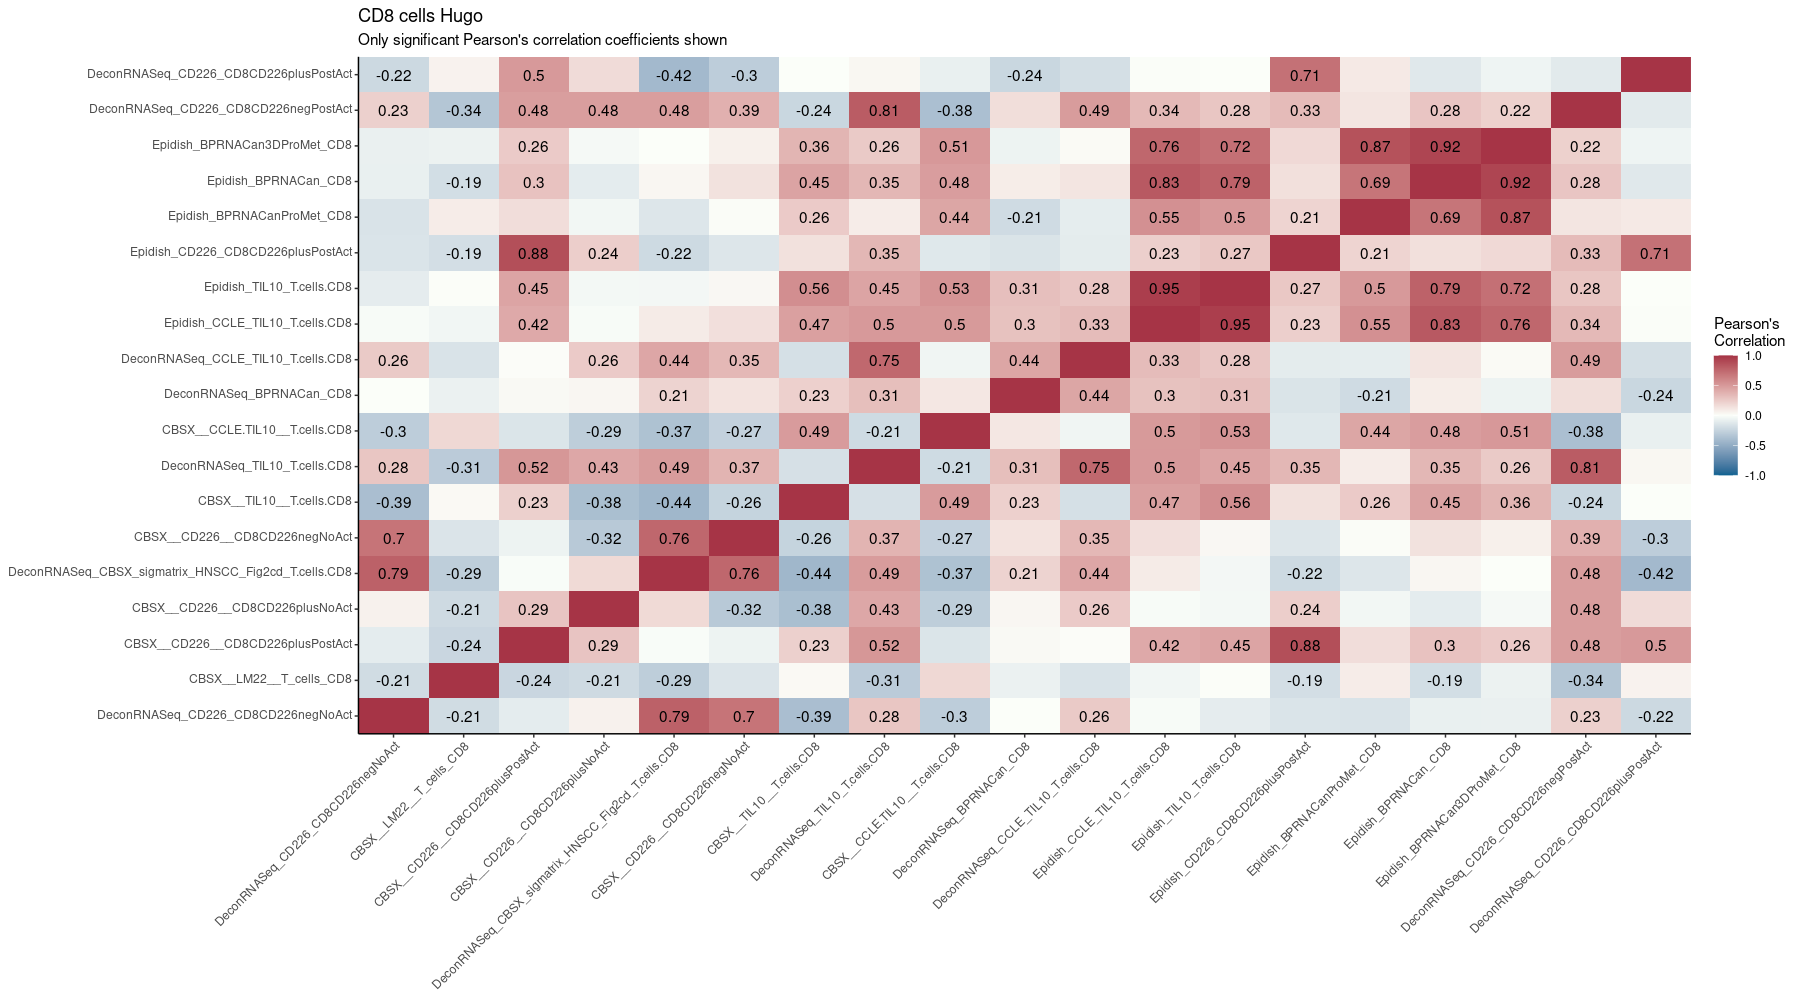 CD8 cells Hugo
Only significant Pearson's correlation coefficients shown
DeconRNASeq_CD226_CD8CD226plusPostAct -0.22 0.5 -0.42 -0.3 -0.24 0.71
DeconRNASeq_CD226_CD8CD226negPostAct 0.23 -0.34 0.48 0.48 0.48 0.39 -0.24 0.81 -0.38 0.49 0.34 0.28 0.33 0.28 0.22
Epidish_BPRNACan3DProMet_CD8 0.26 0.36 0.26 0.51 0.76 0.72 0.87 0.92 0.22
Epidish_BPRNACan_CD8 -0.19 0.3 0.45 0.35 0.48 0.83 0.79 0.69 0.92 0.28
Epidish_BPRNACanProMet_CD8 0.26 0.44 -0.21 0.55 0.5 0.21 0.69 0.87
Epidish_CD226_CD8CD226plusPostAct -0.19 0.88 0.24 -0.22 0.35 0.23 0.27 0.21 0.33 0.71
Epidish_TIL10_T.cells.CD8 0.45 0.56 0.45 0.53 0.31 0.28 0.95 0.27 0.5 0.79 0.72 0.28
Epidish_CCLE_TIL10_T.cells.CD8 0.42 0.47 0.5 0.5 0.3 0.33 0.95 0.23 0.55 0.83 0.76 0.34
DeconRNASeq_CCLE_TIL10_T.cells.CD8 0.26 0.26 0.44 0.35 0.75 0.44 0.33 0.28 0.49
DeconRNASeq_BPRNACan_CD8 0.21 0.23 0.31 0.44 0.3 0.31 -0.21 -0.24
CBSX__CCLE.TIL10__T.cells.CD8 -0.3 -0.29 -0.37 -0.27 0.49 -0.21 0.5 0.53 0.44 0.48 0.51 -0.38
DeconRNASeq_TIL10_T.cells.CD8 0.28 -0.31 0.52 0.43 0.49 0.37 -0.21 0.31 0.75 0.5 0.45 0.35 0.35 0.26 0.81
CBSX__TIL10__T.cells.CD8 -0.39 0.23 -0.38 -0.44 -0.26 0.49 0.23 0.47 0.56 0.26 0.45 0.36 -0.24
CBSX__CD226__CD8CD226negNoAct 0.7 -0.32 0.76 -0.26 0.37 -0.27 0.35 0.39 -0.3
DeconRNASeq_CBSX_sigmatrix_HNSCC_Fig2cd_T.cells.CD8 0.79 -0.29 0.76 -0.44 0.49 -0.37 0.21 0.44 -0.22 0.48 -0.42
CBSX__CD226__CD8CD226plusNoAct -0.21 0.29 -0.32 -0.38 0.43 -0.29 0.26 0.24 0.48
CBSX__CD226__CD8CD226plusPostAct -0.24 0.29 0.23 0.52 0.42 0.45 0.88 0.3 0.26 0.48 0.5
CBSX__LM22__T_cells_CD8 -0.21 -0.24 -0.21 -0.29 -0.31 -0.19 -0.19 -0.34
DeconRNASeq_CD226_CD8CD226negNoAct -0.21 0.79 0.7 -0.39 0.28 -0.3 0.26 0.23 -0.22
DeconRNASeq_CD226_CD8CD226negNoAct
CBSX__LM22__T_cells_CD8
CBSX__CD226__CD8CD226plusPostAct
CBSX__CD226__CD8CD226plusNoAct
DeconRNASeq_CBSX_sigmatrix_HNSCC_Fig2cd_T.cells.CD8
CBSX__CD226__CD8CD226negNoAct
CBSX__TIL10__T.cells.CD8
DeconRNASeq_TIL10_T.cells.CD8
CBSX__CCLE.TIL10__T.cells.CD8
DeconRNASeq_BPRNACan_CD8
DeconRNASeq_CCLE_TIL10_T.cells.CD8
Epidish_CCLE_TIL10_T.cells.CD8
Epidish_TIL10_T.cells.CD8
Epidish_CD226_CD8CD226plusPostAct
Epidish_BPRNACanProMet_CD8
Epidish_BPRNACan_CD8
Epidish_BPRNACan3DProMet_CD8
DeconRNASeq_CD226_CD8CD226negPostAct
DeconRNASeq_CD226_CD8CD226plusPostAct
Pearson's
Correlation
1.0
0.5
0.0
-0.5
-1.0